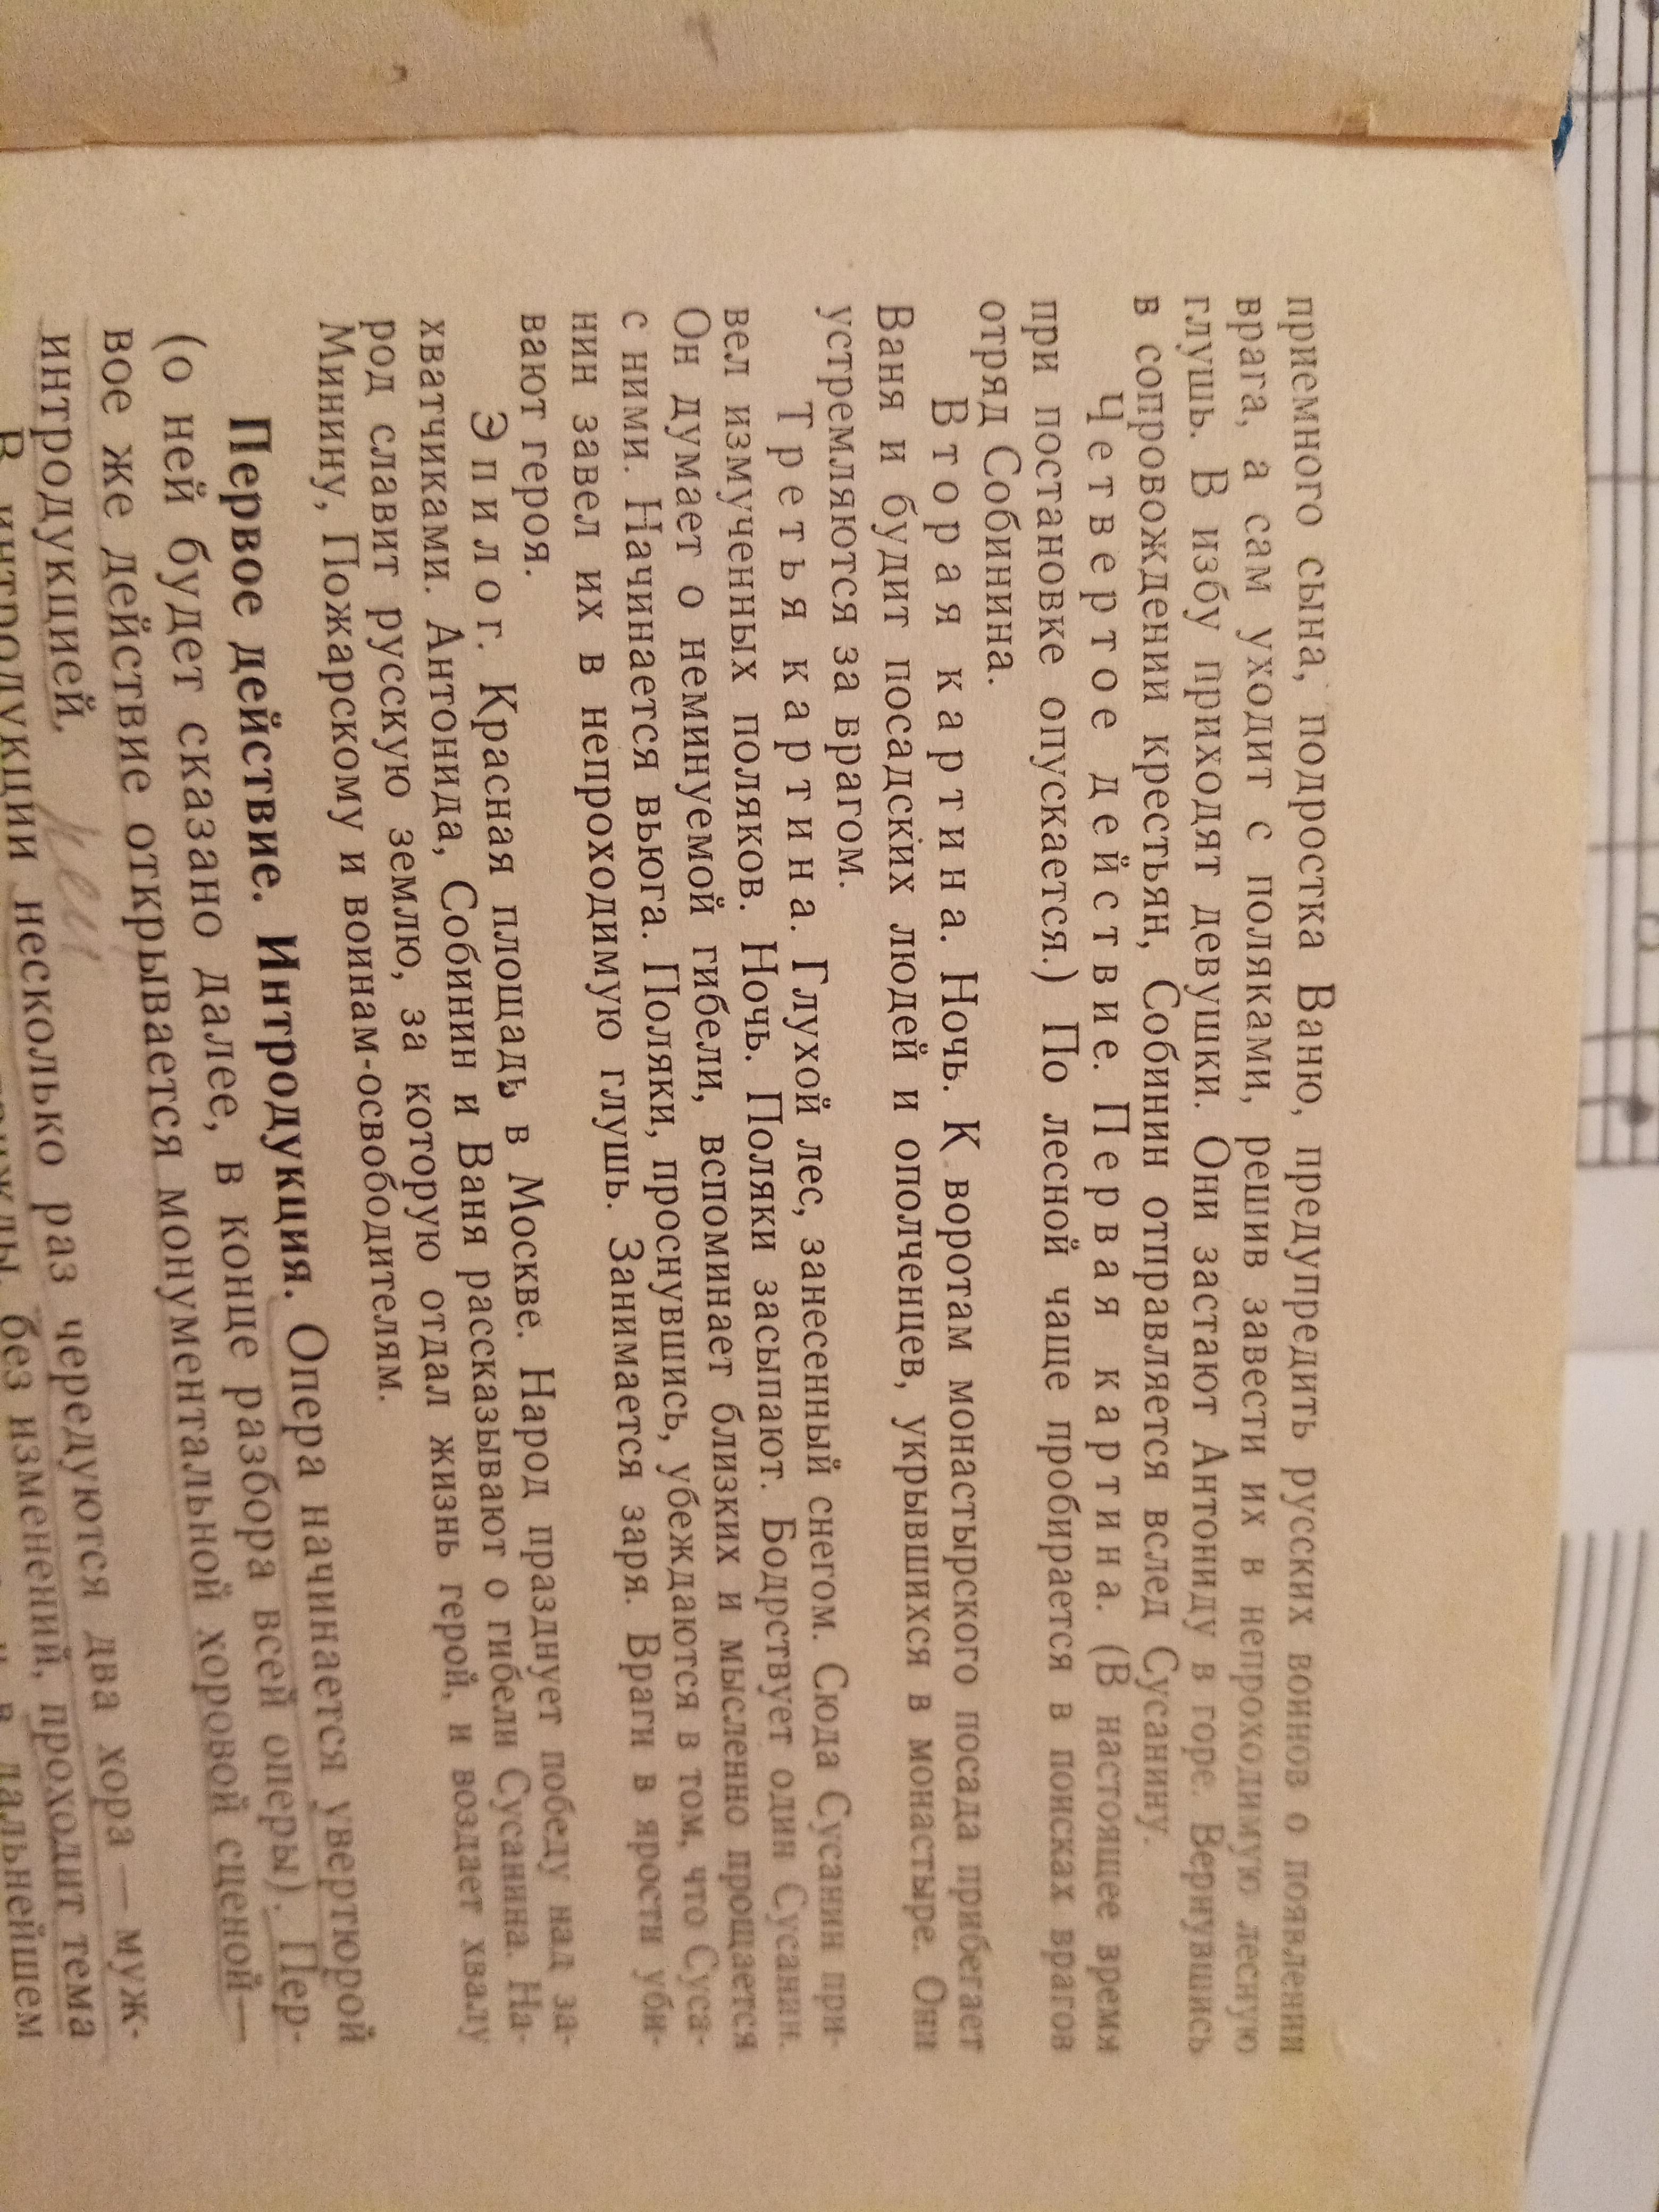 приемного сына, подростка Ваню, предупредить русских воинов о появлении
врага, а сам уходит с поляками, решив завести их в непроходимую лесную
глушь. В избу приходят девушки. Они застают Антониду в горе. Вернувшись
в сопровождении крестьян, Собинин отправляется вслед Сусанину.
Четвертое действие. Первая картина. (В настоящее время
при постановке опускается.) По лесной чаще пробирается в поисках врагов
отряд Собинина.
Вторая картина. Ночь. К воротам монастырского посада прибегает
Ваня и будит посадских людей и ополченцев, укрывшихся в монастыре. Они
устремляются за врагом.
Третья картина. Глухой лес, занесенный снегом. Сюда Сусанин при-
вел измученных поляков. Ночь. Поляки засыпают. Бодрствует один Сусанин.
Он думает о неминуемой гибели, вспоминает близких и мысленно прощается
с ними. Начинается вьюга. Поляки, проснувшись, убеждаются в том, что Суса-
нин завел их в непроходимую глушь. Занимается заря. Враги в ярости уби-
вают героя.
Эпилог. Красная площадь в Москве. Народ празднует победу над за-
хватчиками. Антонида, Собинин и Ваня рассказывают о гибели Сусанина. На-
род славит русскую землю, за которую отдал жизнь герой, и воздает хвалу
Минину, Пожарскому и воинам-освободителям.
Первое действие. Интродукция. Опера начинается увертюрой
(о ней будет сказано далее, в конце разбора всей оперы). Пер-
вое же действие открывается монументальной хоровой сценой—
интродукцией.
В интродукции несколько раз чередуются два хора — муж-
без изменений, проходит тема
в дальнейшем